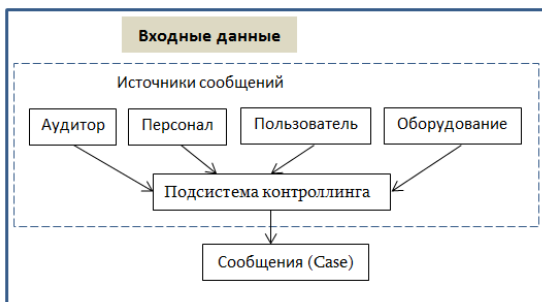 Входные данные
Источники сообщений
Аудитор
Персонал
Пользователь
Оборудование
Подсистема контроллинга
Сообщения (Case)